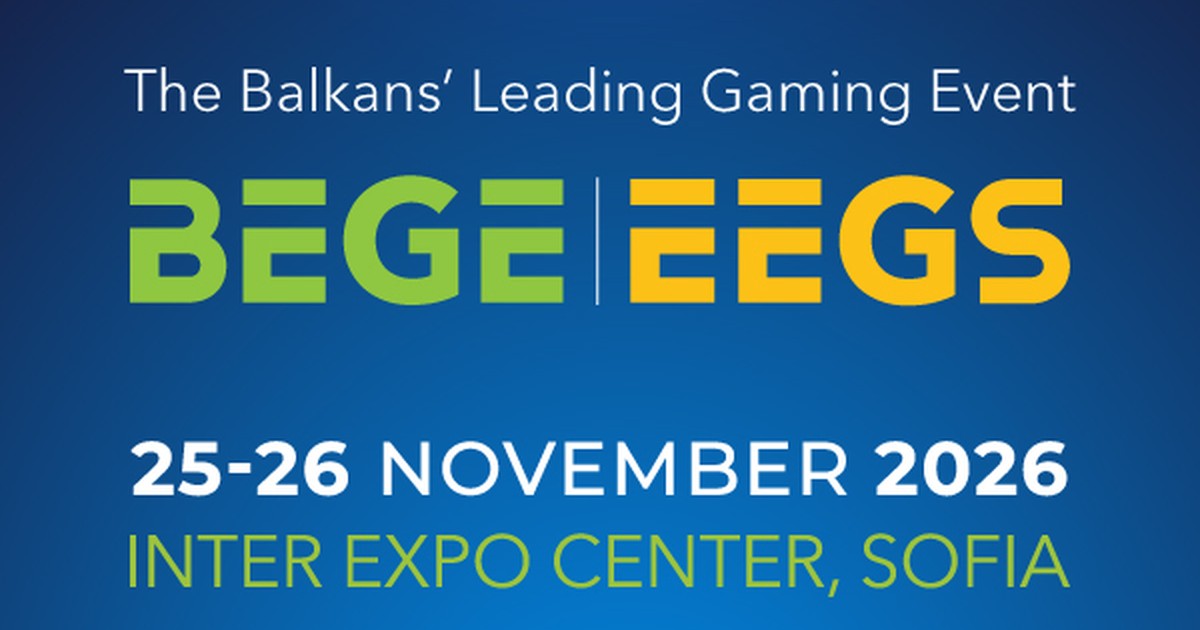 The Balkans’ Leading Gaming Event
BEGE | EEGS
25-26 NOVEMBER 2026
INTER EXPO CENTER, SOFIA